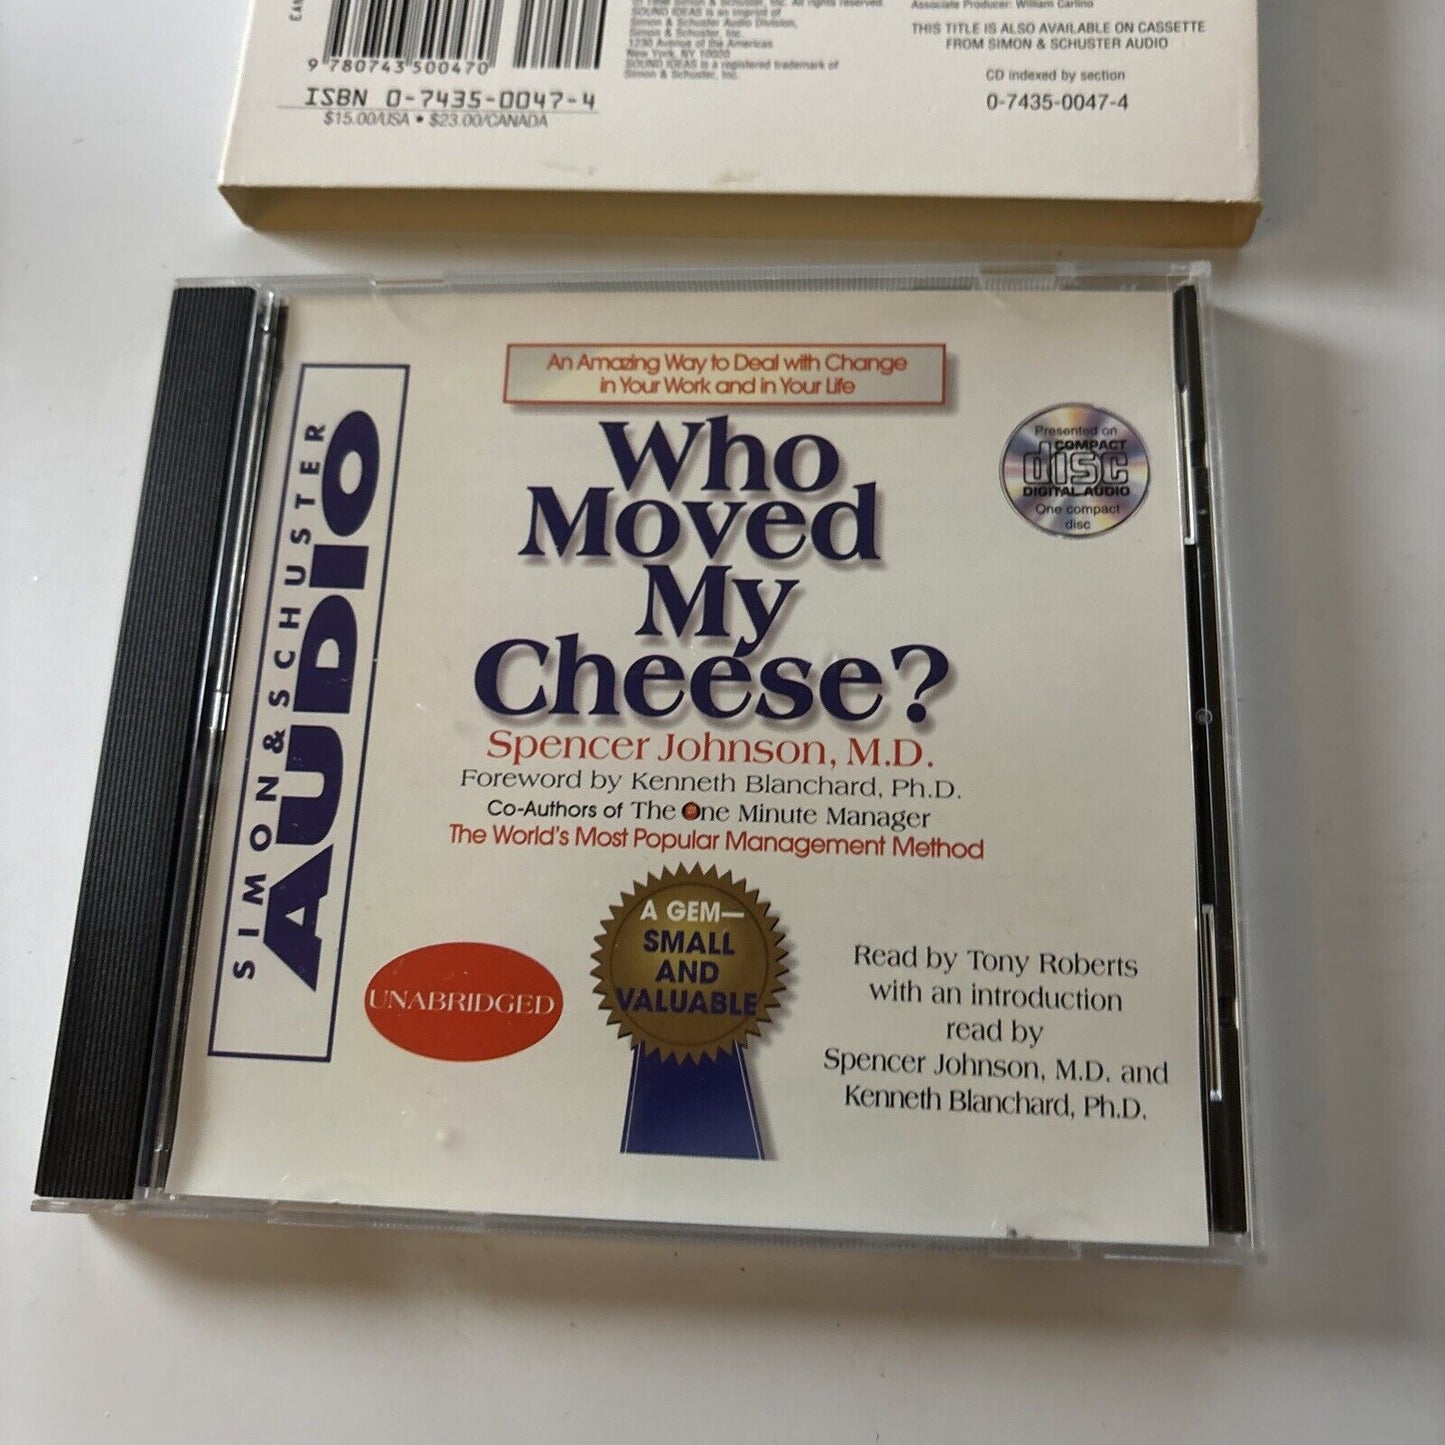 9 780743 500470
ISBN 0-7435-0047-4
$15.00/USA • $23.00/CANADA
SOUND IDEAS is an imprint of
Simon & Schuster Audio Division,
Simon & Schuster, Inc.
1230 Avenue of the Americas
New York, NY 10020
SOUND IDEAS is a registered trademark of
Simon & Schuster, Inc.
Associate Producer: William Carlino
THIS TITLE IS ALSO AVAILABLE ON CASSETTE
FROM SIMON & SCHUSTER AUDIO
CD indexed by section
0-7435-0047-4
SIMON & SCHUSTER
AUDIO
An Amazing Way to Deal with Change
in Your Work and in Your Life
Who
Moved
My
Cheese?
Presented on
COMPACT
disc
DIGITAL AUDIO
One compact
disc
Spencer Johnson, M.D.
Foreword by Kenneth Blanchard, Ph.D.
Co-Authors of The One Minute Manager
The World's Most Popular Management Method
UNABRIDGED
A GEM—
SMALL
AND
VALUABLE
Read by Tony Roberts
with an introduction
read by
Spencer Johnson, M.D. and
Kenneth Blanchard, Ph.D.